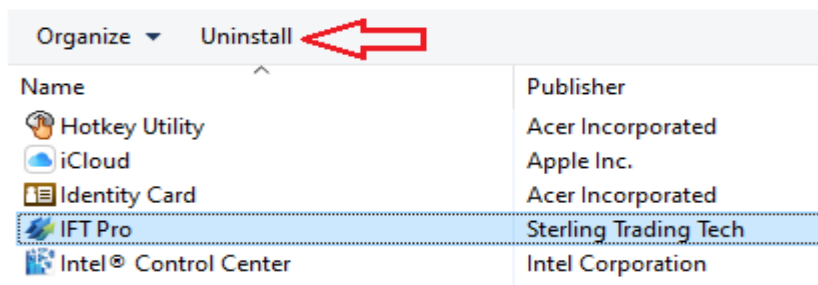 Organize Uninstall
Name Publisher
Hotkey Utility Acer Incorporated
iCloud Apple Inc.
Identity Card Acer Incorporated
IFT Pro Sterling Trading Tech
Intel® Control Center Intel Corporation